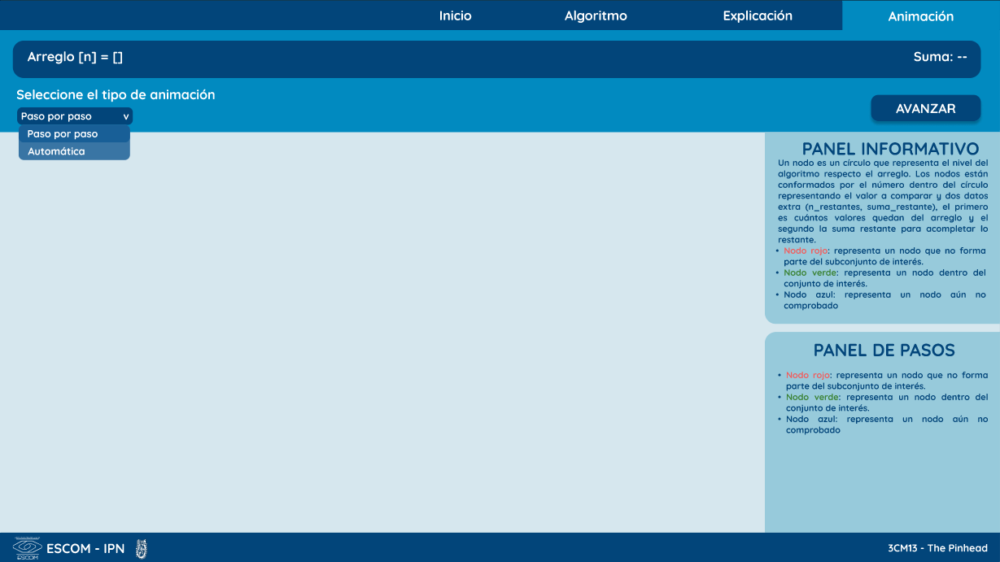 Inicio
Algoritmo
Explicación
Animación
Arreglo [n] = []
Suma: --
Seleccione el tipo de animación
Paso por paso v
Paso por paso
Automática
AVANZAR
PANEL INFORMATIVO
Un nodo es un círculo que representa el nivel del
algoritmo respecto el arreglo. Los nodos están
conformados por el número dentro del círculo
representando el valor a comparar y dos datos
extra (n_restantes, suma_restante), el primero
es cuántos valores quedan del arreglo y el
segundo la suma restante para acompletar lo
restante.
• Nodo rojo: representa un nodo que no forma
parte del subconjunto de interés.
• Nodo verde: representa un nodo dentro del
conjunto de interés.
• Nodo azul: representa un nodo aún no
comprobado
PANEL DE PASOS
• Nodo rojo: representa un nodo que no forma
parte del subconjunto de interés.
• Nodo verde: representa un nodo dentro del
conjunto de interés.
• Nodo azul: representa un nodo aún no
comprobado
ESCOM
ESCOM - IPN
3CM13 - The Pinhead